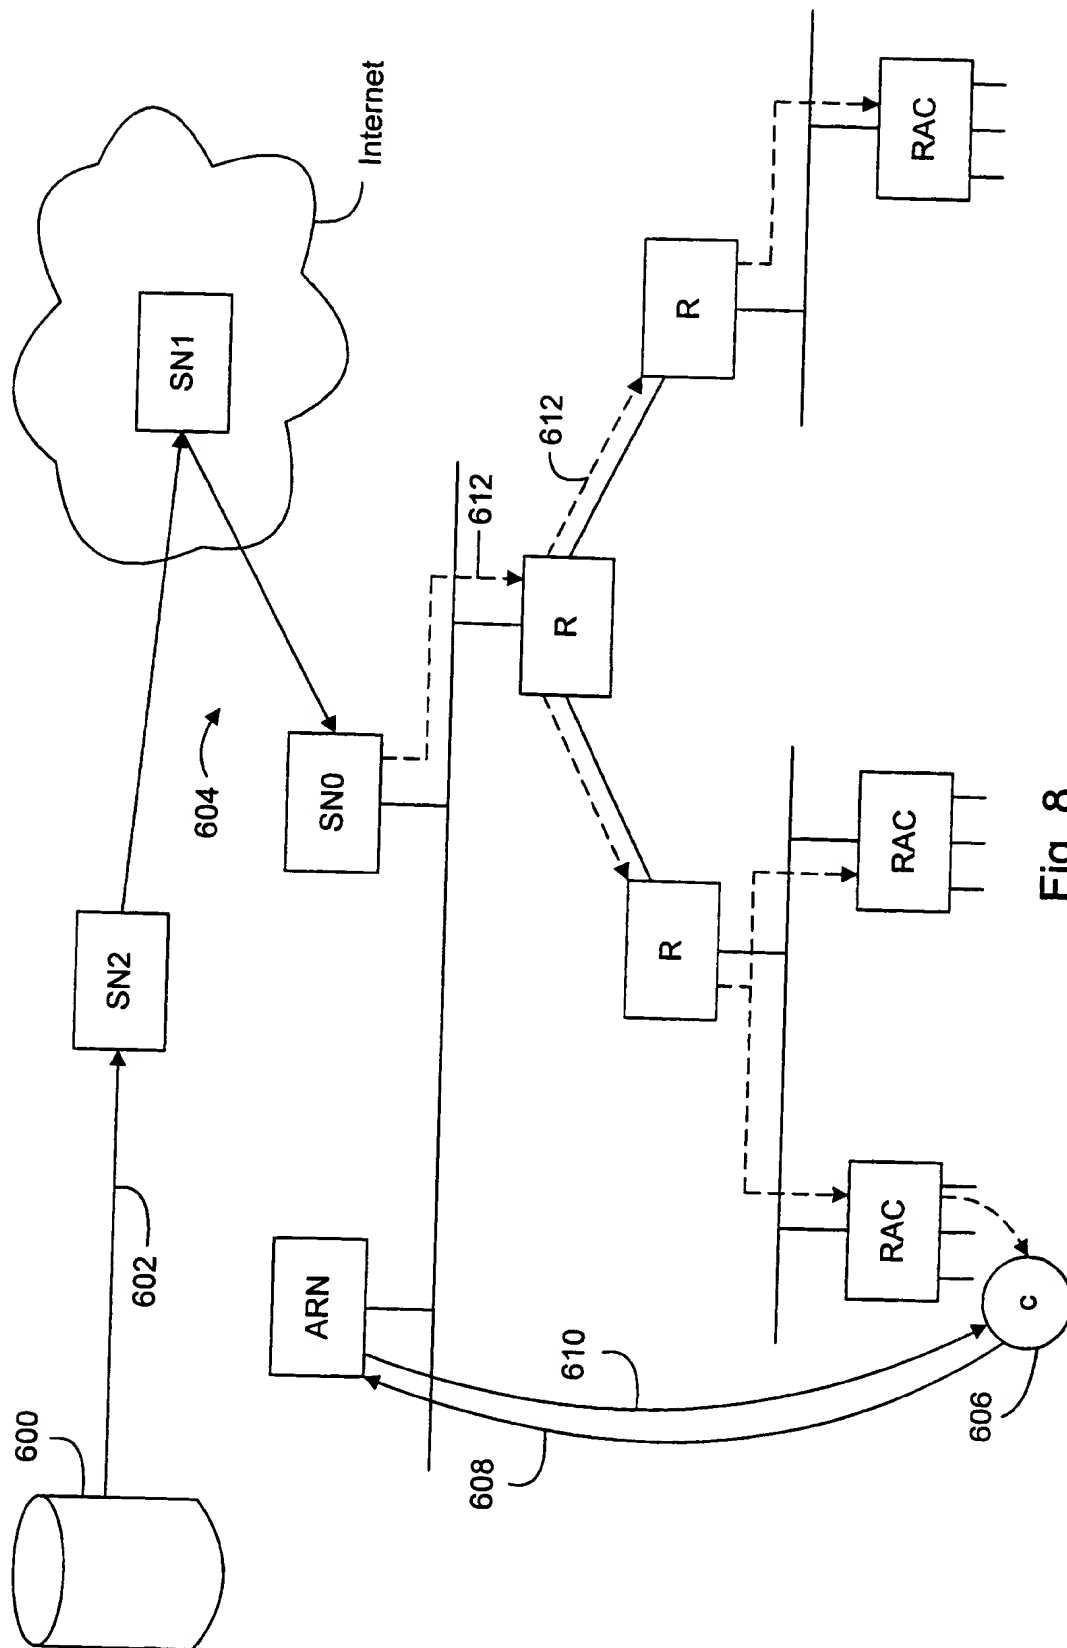 600
602
SN2
604
SN1
Internet
ARN
SN0
612
608
610
R
612
R
R
606
C
RAC
RAC
RAC
Fig. 8